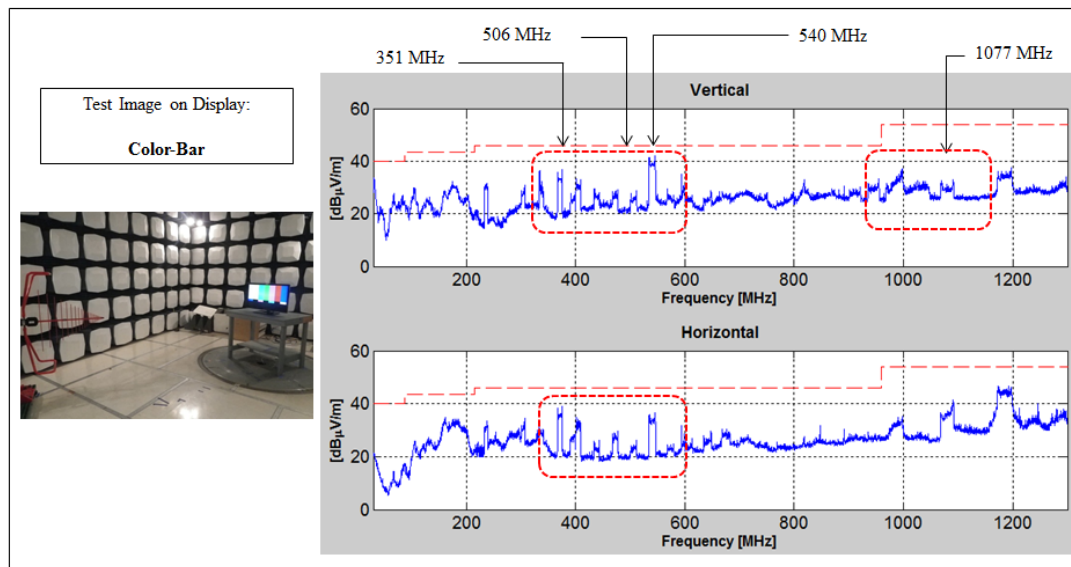 506 MHz
540 MHz
351 MHz
1077 MHz
Test Image on Display:
Color-Bar
Vertical
60
40
20
0
[dBμV/m]
200
400
600
800
1000
1200
Frequency [MHz]
Horizontal
60
40
20
0
[dBμV/m]
200
400
600
800
1000
1200
Frequency [MHz]